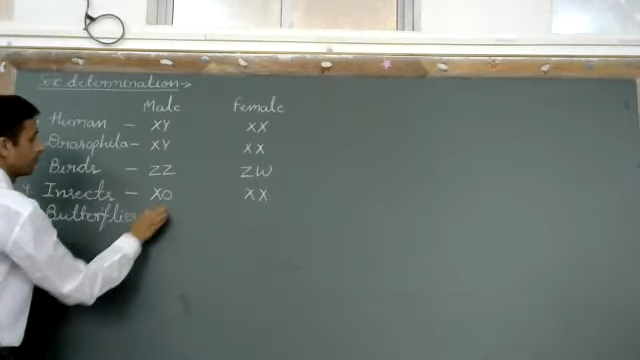 Sex determination →
Male Female
Human - XY XX
Drosophila - XY XX
Birds - ZZ ZW
Insects - XO XX
Butterflies